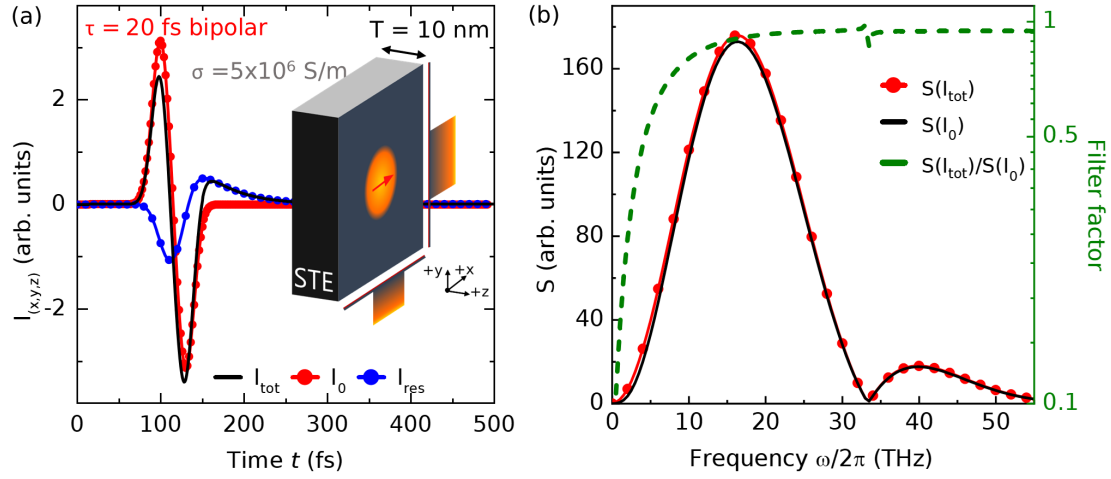 (a)
τ = 20 fs bipolar
T = 10 nm
σ =5x10⁶ S/m
STE
+y
+x
+z
I(x,y,z) (arb. units)
2
0
-2
I_tot I_0 I_res
0 100 200 300 400 500
Time t (fs)
(b)
S(I_tot)
S(I_0)
S(I_tot)/S(I_0)
S (arb. units)
160
120
80
40
0
1
0.5
0.1
Filter factor
0 10 20 30 40 50
Frequency ω/2π (THz)